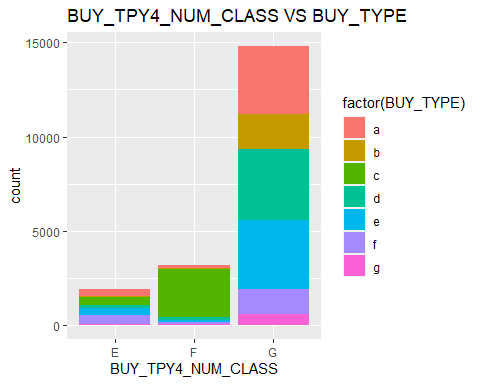 BUY_TPY4_NUM_CLASS VS BUY_TYPE
15000
10000
5000
0
count
E F G
BUY_TPY4_NUM_CLASS
factor(BUY_TYPE)
a
b
c
d
e
f
g